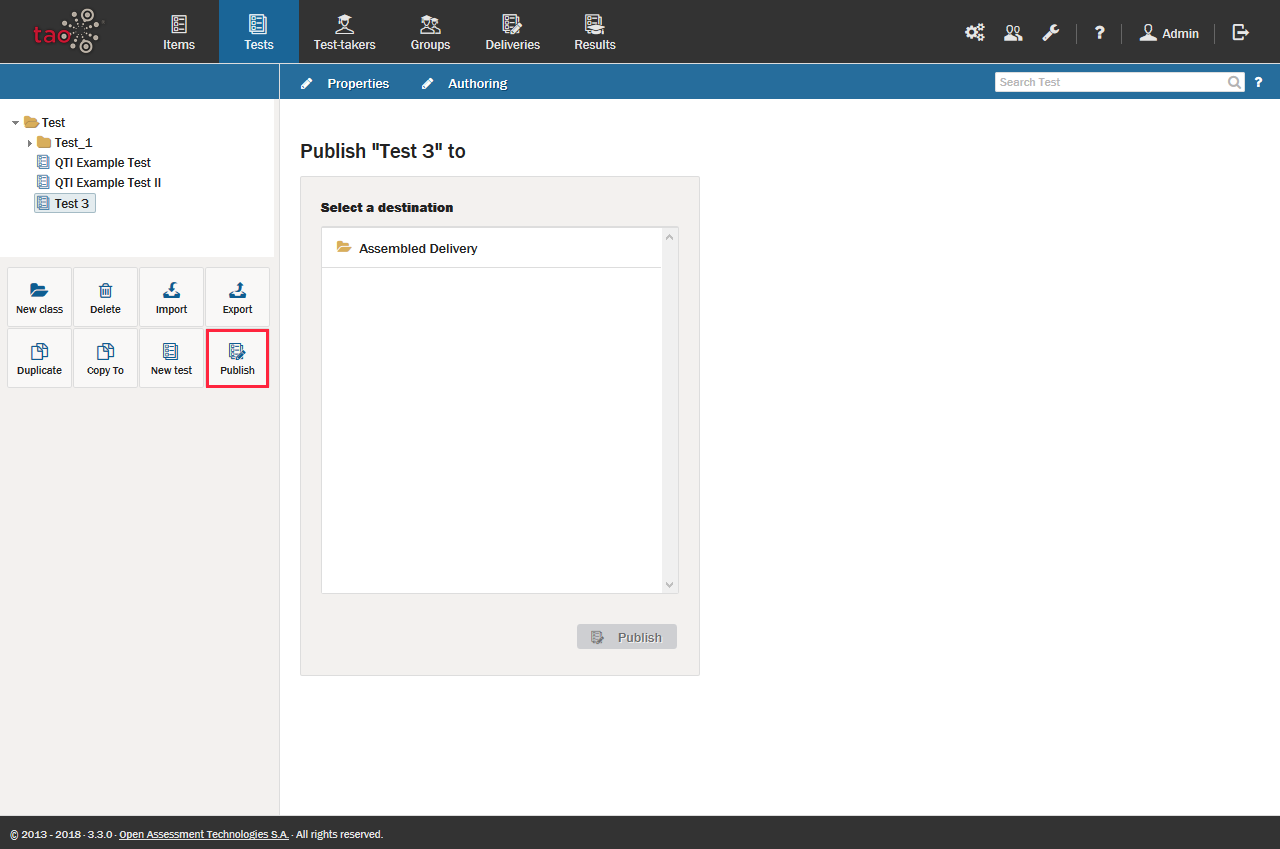 tao
Items
Tests
Test-takers
Groups
Deliveries
Results
?
Admin
Properties
Authoring
Search Test
?
Test
Test_1
QTI Example Test
QTI Example Test II
Test 3
New class
Delete
Import
Export
Duplicate
Copy To
New test
Publish
Publish "Test 3" to
Select a destination
Assembled Delivery
Publish
© 2013 - 2018 · 3.3.0 · Open Assessment Technologies S.A. · All rights reserved.